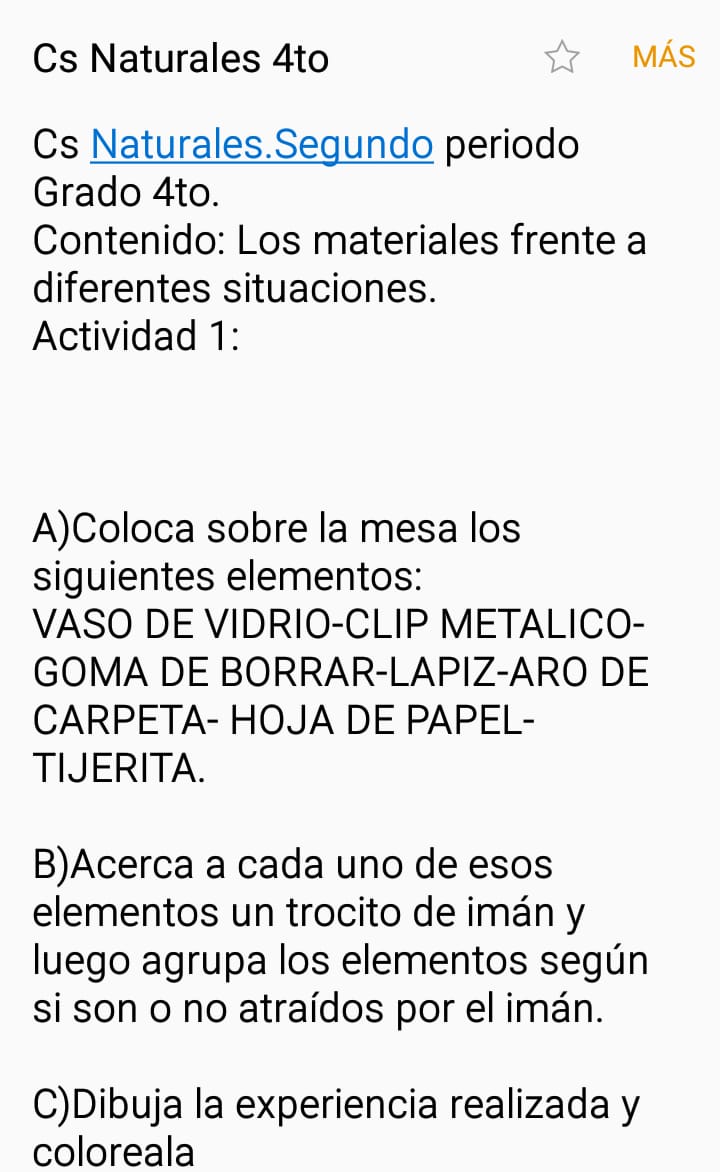 Cs Naturales 4to
MÁS
Cs Naturales.Segundo periodo
Grado 4to.
Contenido: Los materiales frente a
diferentes situaciones.
Actividad 1:
A)Coloca sobre la mesa los
siguientes elementos:
VASO DE VIDRIO-CLIP METALICO-
GOMA DE BORRAR-LAPIZ-ARO DE
CARPETA- HOJA DE PAPEL-
TIJERITA.
B)Acerca a cada uno de esos
elementos un trocito de imán y
luego agrupa los elementos según
si son o no atraídos por el imán.
C)Dibuja la experiencia realizada y
coloreala